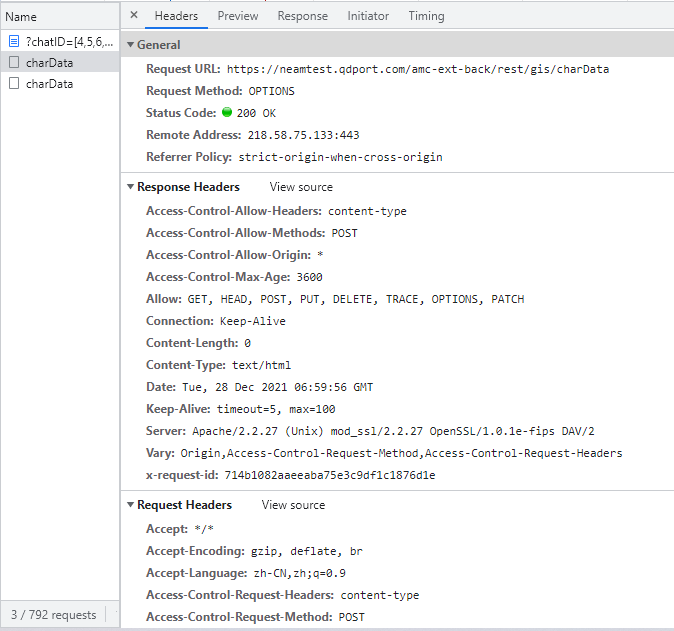 Name
?chatID=[4,5,6,...
charData
charData
3 / 792 requests
× Headers Preview Response Initiator Timing
General
Request URL: https://neamtest.qdport.com/amc-ext-back/rest/gis/charData
Request Method: OPTIONS
Status Code: 200 OK
Remote Address: 218.58.75.133:443
Referrer Policy: strict-origin-when-cross-origin
Response Headers View source
Access-Control-Allow-Headers: content-type
Access-Control-Allow-Methods: POST
Access-Control-Allow-Origin: *
Access-Control-Max-Age: 3600
Allow: GET, HEAD, POST, PUT, DELETE, TRACE, OPTIONS, PATCH
Connection: Keep-Alive
Content-Length: 0
Content-Type: text/html
Date: Tue, 28 Dec 2021 06:59:56 GMT
Keep-Alive: timeout=5, max=100
Server: Apache/2.2.27 (Unix) mod_ssl/2.2.27 OpenSSL/1.0.1e-fips DAV/2
Vary: Origin,Access-Control-Request-Method,Access-Control-Request-Headers
x-request-id: 714b1082aaeeaba75e3c9df1c1876d1e
Request Headers View source
Accept: */*
Accept-Encoding: gzip, deflate, br
Accept-Language: zh-CN,zh;q=0.9
Access-Control-Request-Headers: content-type
Access-Control-Request-Method: POST